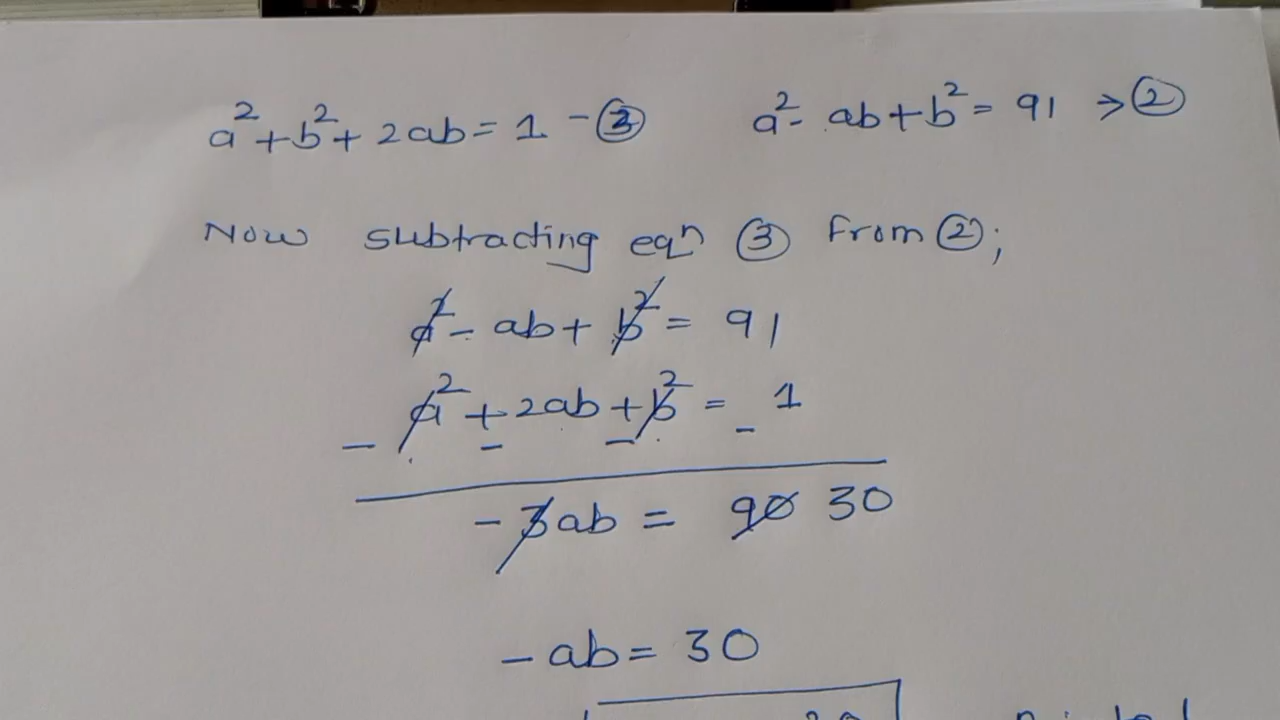 a² + b² + 2ab = 1 - ③ a² - ab + b² = 91 → ②
Now subtracting eqⁿ ③ from ②;
a² - ab + b² = 91
- a² + 2ab + b² = 1
- - -
- 3ab = 90 30
- ab = 30